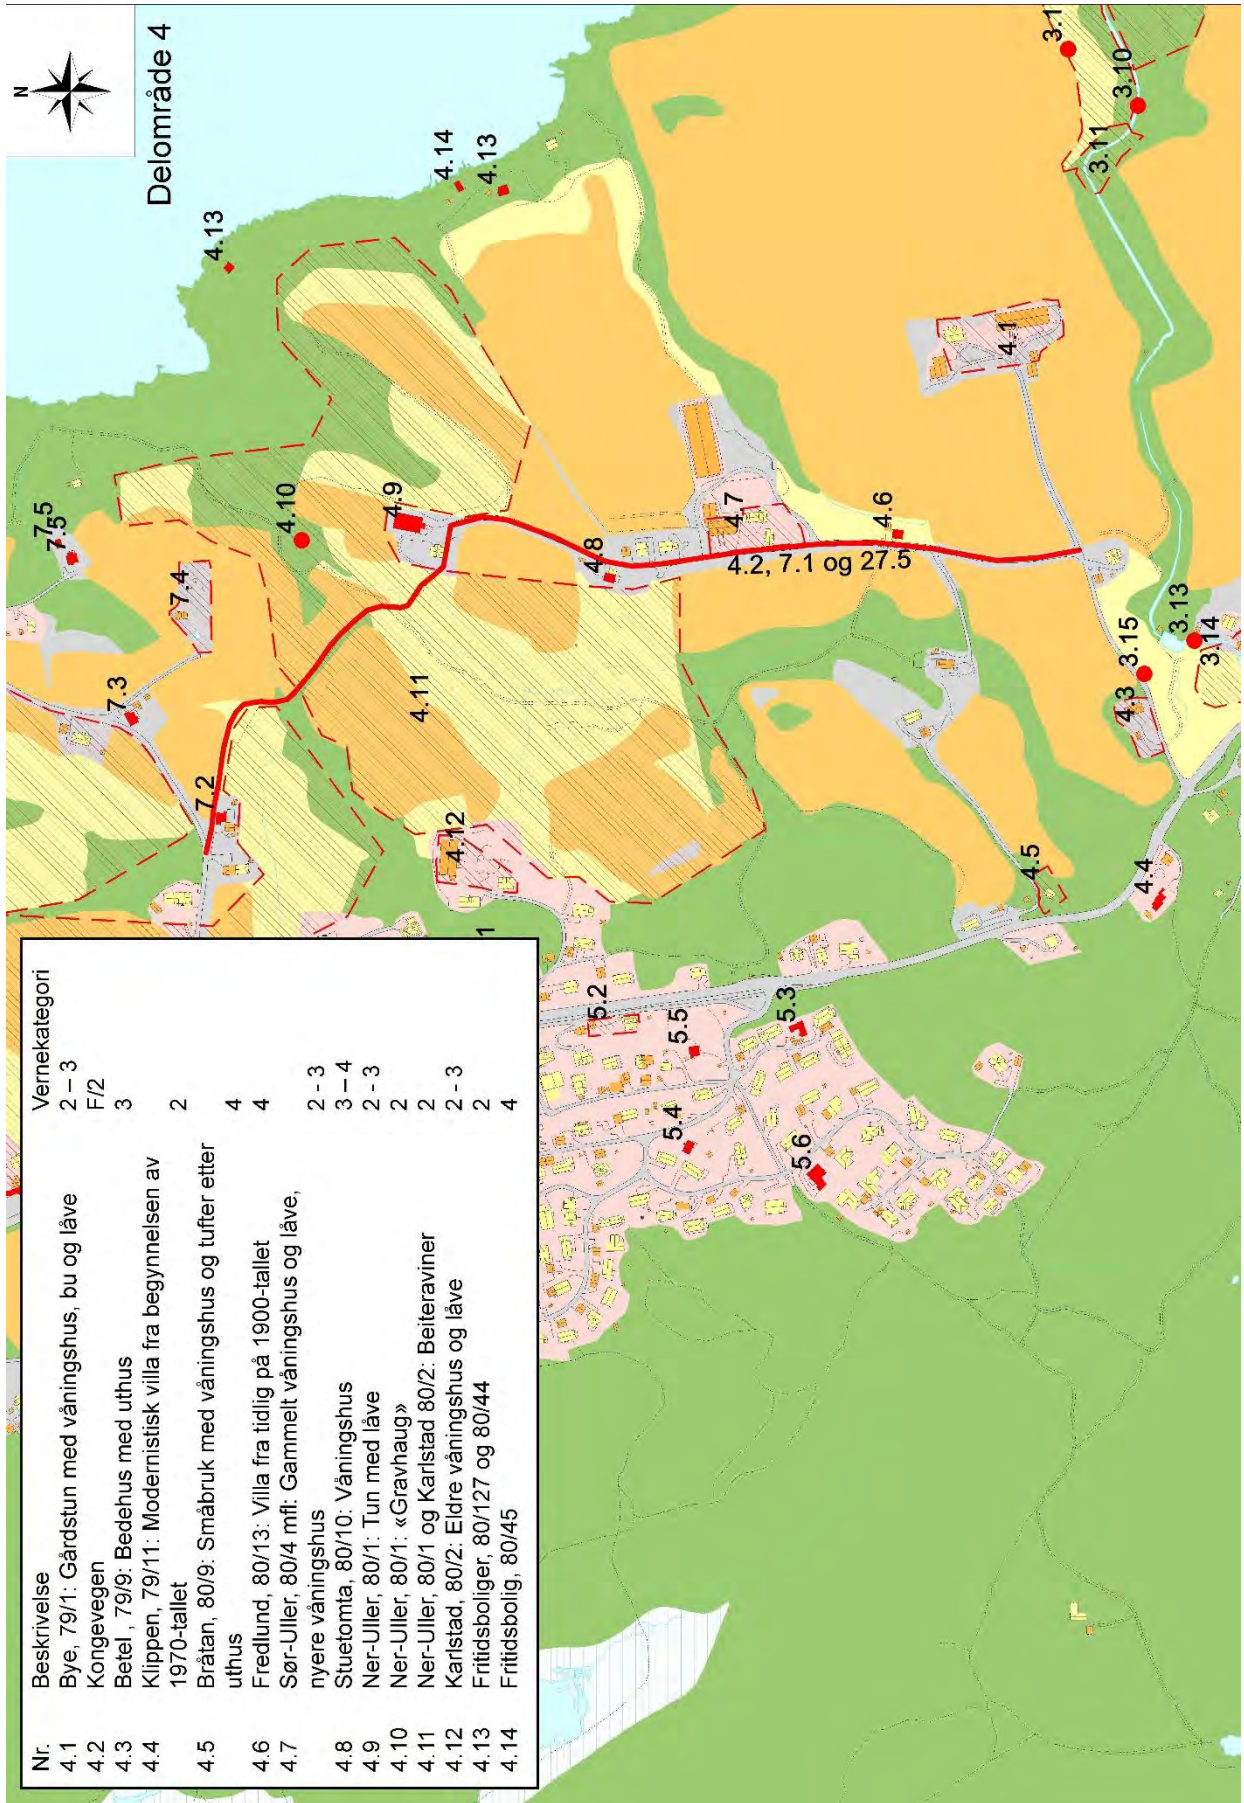 Nr. Beskrivelse Vernekategori
4.1 Bye, 79/1: Gårdstun med våningshus, bu og låve 2 – 3
4.2 Kongevegen F/2
4.3 Betel , 79/9: Bedehus med uthus 3
4.4 Klippen, 79/11: Modernistisk villa fra begynnelsen av
1970-tallet 2
4.5 Bråtan, 80/9: Småbruk med våningshus og tufter etter
uthus 4
4.6 Fredlund, 80/13: Villa fra tidlig på 1900-tallet 4
4.7 Sør-Uller, 80/4 mfl: Gammelt våningshus og låve,
nyere våningshus 2 - 3
4.8 Stuetomta, 80/10: Våningshus 3 – 4
4.9 Ner-Uller, 80/1: Tun med låve 2 - 3
4.10 Ner-Uller, 80/1: «Gravhaug» 2
4.11 Ner-Uller, 80/1 og Karlstad 80/2: Beiteraviner 2
4.12 Karlstad, 80/2: Eldre våningshus og låve 2 - 3
4.13 Fritidsboliger, 80/127 og 80/44 2
4.14 Fritidsbolig, 80/45 4
N
Delområde 4
7.5
7.5
7.3
7.4
7.2
4.13
4.10
4.9
4.11
4.14
4.12
1
4.13
4.8
5.2
5.4
5.5
4.7
5.3
5.6
4.2, 7.1 og 27.5
4.6
4.1
4.5
3.1
3.11
3.10
4.3
3.15
4.4
3.13
3.14